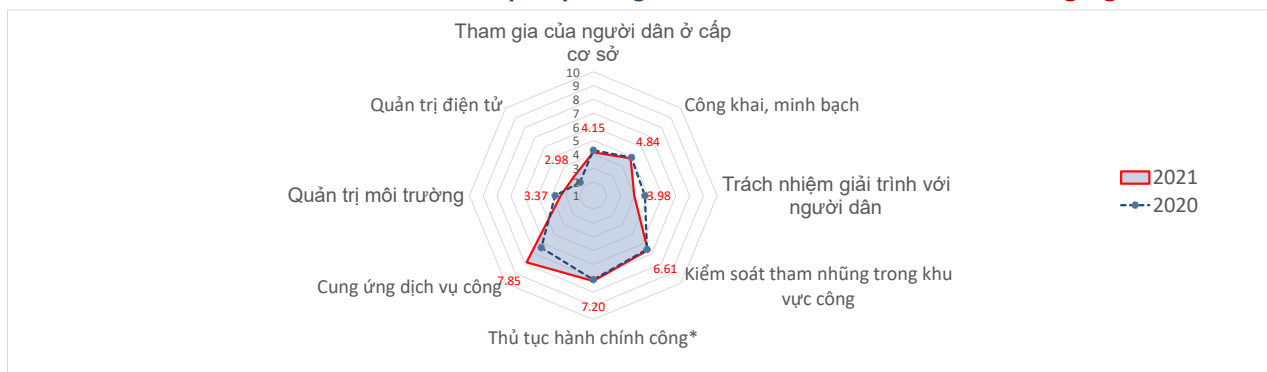 Tham gia của người dân ở cấp
cơ sở
10
9
8
7
6
5
4
3
2
1
Quản trị điện tử
Công khai, minh bạch
4.15
4.84
2.98
Quản trị môi trường
3.37
3.98
Trách nhiệm giải trình với
người dân
2021
2020
6.61
Kiểm soát tham nhũng trong khu
vực công
Cung ứng dịch vụ công
7.85
7.20
Thủ tục hành chính công*